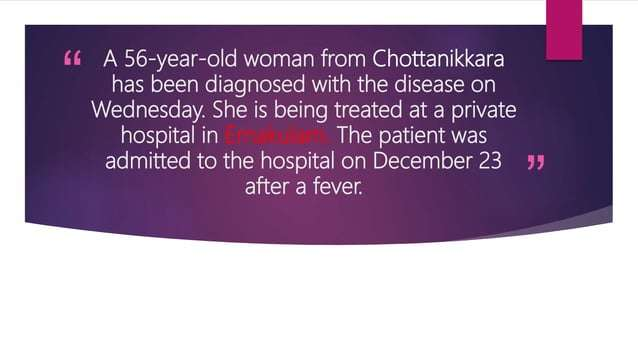 “ A 56-year-old woman from Chottanikkara
has been diagnosed with the disease on
Wednesday. She is being treated at a private
hospital in Ernakulam. The patient was
admitted to the hospital on December 23 ”
after a fever.